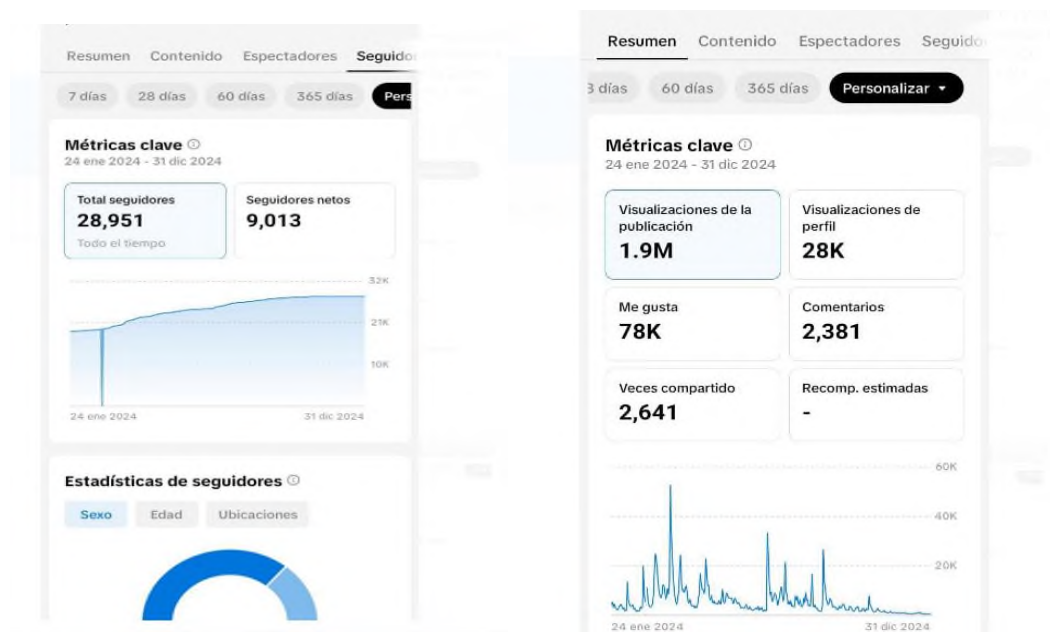 Resumen Contenido Espectadores Seguido
7 días 28 días 60 días 365 días Pers
Métricas clave
24 ene 2024 - 31 dic 2024
Total seguidores
28,951
Todo el tiempo
Seguidores netos
9,013
32K
21K
10K
24 ene 2024 31 dic 2024
Estadísticas de seguidores
Sexo Edad Ubicaciones
Resumen Contenido Espectadores Seguido
días 60 días 365 días Personalizar
Métricas clave
24 ene 2024 - 31 dic 2024
Visualizaciones de la
publicación
1.9M
Visualizaciones de
perfil
28K
Me gusta
78K
Comentarios
2,381
Veces compartido
2,641
Recomp. estimadas
-
60K
40K
20K
24 ene 2024 31 dic 2024